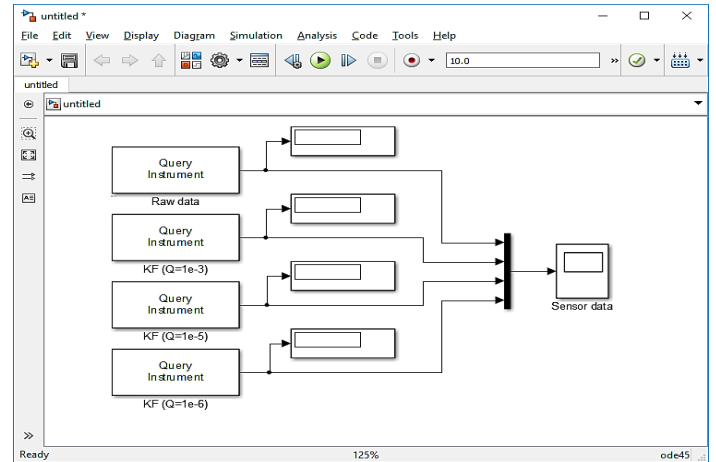 untitled *
File Edit View Display Diagram Simulation Analysis Code Tools Help
10.0
untitled
untitled
Query
Instrument
Raw data
Query
Instrument
KF (Q=1e-3)
Query
Instrument
KF (Q=1e-5)
Query
Instrument
KF (Q=1e-6)
Sensor data
Ready 125% ode45